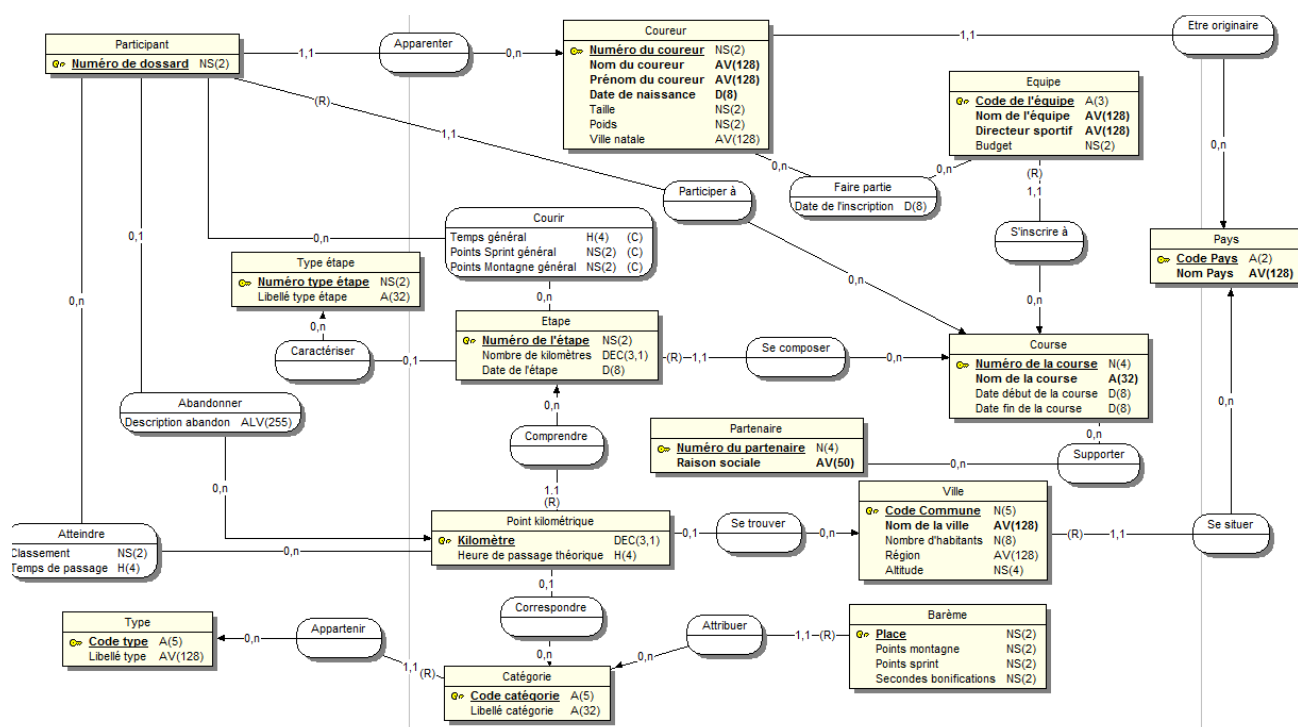 Participant
Numéro de dossard NS(2)
1,1
Apparenter
0,n
Coureur
Numéro du coureur NS(2)
Nom du coureur AV(128)
Prénom du coureur AV(128)
Date de naissance D(8)
Taille NS(2)
Poids NS(2)
Ville natale AV(128)
1,1
Etre originaire
0,n
Equipe
Code de l'équipe A(3)
Nom de l'équipe AV(128)
Directeur sportif AV(128)
Budget NS(2)
(R)
1,1
(R)
1,1
0,n
Faire partie
Date de l'inscription D(8)
0,n
Participer à
0,n
S'inscrire à
0,n
Pays
Code Pays A(2)
Nom Pays AV(128)
0,n
0,1
0,n
Courir
Temps général H(4) (C)
Points Sprint général NS(2) (C)
Points Montagne général NS(2) (C)
0,n
0,n
Type étape
Numéro type étape NS(2)
Libellé type étape A(32)
0,n
Caractériser
0,1
Etape
Numéro de l'étape NS(2)
Nombre de kilomètres DEC(3,1)
Date de l'étape D(8)
(R) 1,1
Se composer
0,n
Course
Numéro de la course N(4)
Nom de la course A(32)
Date début de la course D(8)
Date fin de la course D(8)
0,n
Abandonner
Description abandon ALV(255)
0,n
0,n
Comprendre
1,1
(R)
Partenaire
Numéro du partenaire N(4)
Raison sociale AV(50)
0,n
0,n
Supporter
Atteindre
Classement NS(2)
Temps de passage H(4)
0,n
Point kilométrique
Kilomètre DEC(3,1)
Heure de passage théorique H(4)
0,1
Se trouver
0,n
Ville
Code Commune N(5)
Nom de la ville AV(128)
Nombre d'habitants N(8)
Région AV(128)
Altitude NS(4)
(R) 1,1
Se situer
0,1
Correspondre
0,n
Type
Code type A(5)
Libellé type AV(128)
0,n
Appartenir
1,1 (R)
Catégorie
Code catégorie A(5)
Libellé catégorie A(32)
0,n
Attribuer
1,1 (R)
Barème
Place NS(2)
Points montagne NS(2)
Points sprint NS(2)
Secondes bonifications NS(2)